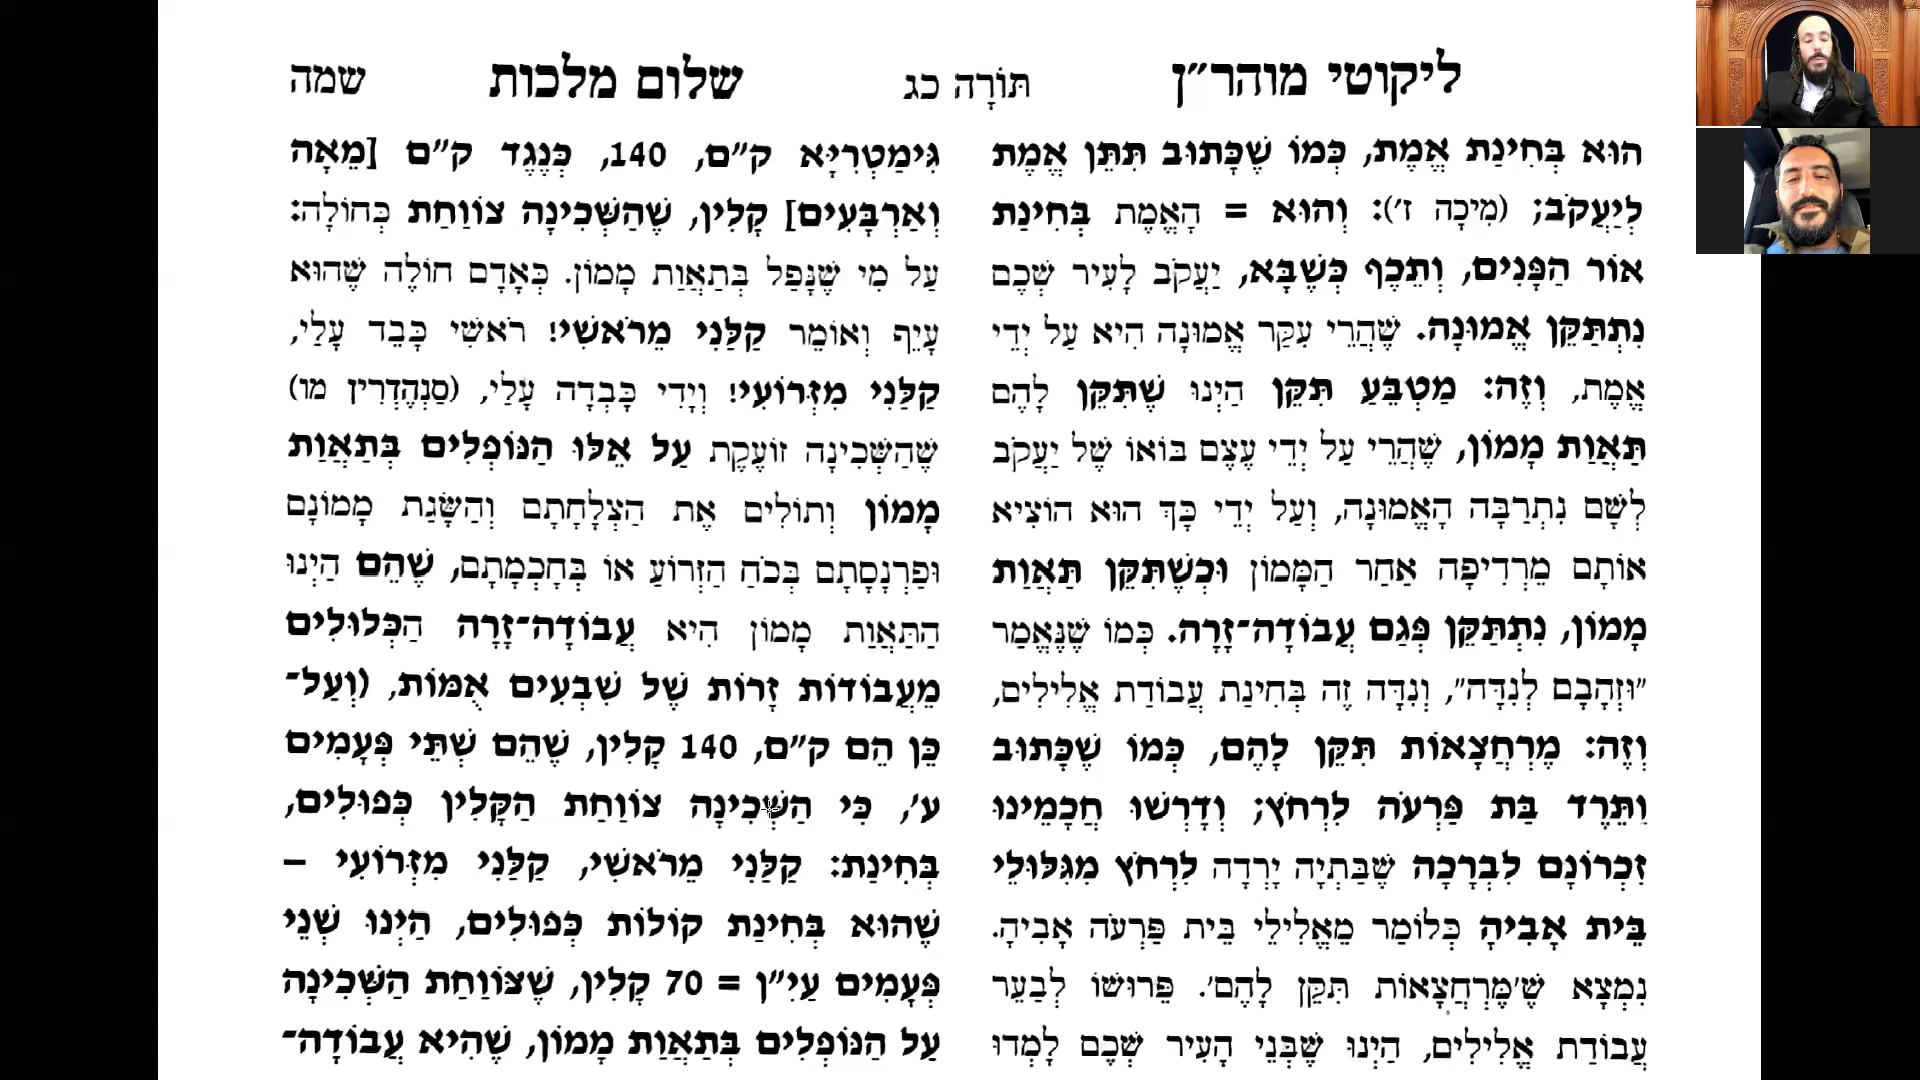 ליקוטי מוהר״ן תּוֹרָה כג שלום מלכות שמה
הוּא בְּחִינַת אֱמֶת, כְּמוֹ שֶׁכָּתוּב תִּתֵּן אֱמֶת
לְיַעֲקֹב; (מִיכָה ז'): וְהוּא = הָאֱמֶת בְּחִינַת
אוֹר הַפָּנִים, וְתֵכֶף כְּשֶׁבָּא, יַעֲקֹב לָעִיר שְׁכֶם
נִתְתַּקֵּן אֱמוּנָה. שֶׁהֲרֵי עִקַּר אֱמוּנָה הִיא עַל יְדֵי
אֱמֶת, וְזֶה: מַטְבֵּעַ תִּקֵּן הַיְנוּ שֶׁתִּקֵּן לָהֶם
תַּאֲוַת מָמוֹן, שֶׁהֲרֵי עַל יְדֵי עֶצֶם בּוֹאוֹ שֶׁל יַעֲקֹב
לְשָׁם נִתְרַבָּה הָאֱמוּנָה, וְעַל יְדֵי כָּךְ הוּא הוֹצִיא
אוֹתָם מֵרְדִיפָה אַחַר הַמָּמוֹן וּכְשֶׁתִּקֵּן תַּאֲוַת
מָמוֹן, נִתְתַּקֵּן פְּגַם עֲבוֹדָה־זָרָה. כְּמוֹ שֶׁנֶּאֱמַר
״וּזְהָבָם לְנִדָּה״, וְנִדָּה זֶה בְּחִינַת עֲבוֹדַת אֱלִילִים,
וְזֶה: מֶרְחֲצָאוֹת תִּקֵּן לָהֶם, כְּמוֹ שֶׁכָּתוּב
וַתֵּרֶד בַּת פַּרְעֹה לִרְחֹץ; וְדָרְשׁוּ חֲכָמֵינוּ
זִכְרוֹנָם לִבְרָכָה שֶׁבַּתְיָה יָרְדָה לִרְחֹץ מִגִּלּוּלֵי
בֵּית אָבִיהָ כְּלוֹמַר מֵאֱלִילֵי בֵּית פַּרְעֹה אָבִיהָ.
נִמְצָא שֶׁ'מֶּרְחֲצָאוֹת תִּקֵּן לָהֶם'. פֵּרוּשׁוֹ לְבַעֵר
עֲבוֹדַת אֱלִילִים, הַיְנוּ שֶׁבְּנֵי הָעִיר שְׁכֶם לָמְדוּ
גִּימַטְרִיָּא ק״ם, 140, כְּנֶגֶד ק״ם [מֵאָה
וְאַרְבָּעִים] קָלִין, שֶׁהַשְּׁכִינָה צוֹוַחַת כְּחוֹלָה:
עַל מִי שֶׁנָּפַל בְּתַאֲוַת מָמוֹן. כְּאָדָם חוֹלֶה שֶׁהוּא
עָיֵף וְאוֹמֵר קַלַּנִי מֵרֹאשִׁי! רֹאשִׁי כָּבֵד עָלַי,
קַלַּנִי מִזְּרוֹעִי! וְיָדִי כָּבְדָה עָלַי, (סַנְהֶדְרִין מו)
שֶׁהַשְּׁכִינָה זוֹעֶקֶת עַל אֵלּוּ הַנּוֹפְלִים בְּתַאֲוַת
מָמוֹן וְתוֹלִים אֶת הַצְלָחָתָם וְהַשָּׂגַת מָמוֹנָם
וּפַרְנָסָתָם בְּכֹחַ הַזְּרוֹעַ אוֹ בְּחָכְמָתָם, שֶׁהֵם הַיְנוּ
הַתַּאֲוַת מָמוֹן הִיא עֲבוֹדָה־זָרָה הַכְּלוּלִים
מֵעֲבוֹדוֹת זָרוֹת שֶׁל שִׁבְעִים אֻמּוֹת, (וְעַל־
כֵּן הֵם ק״ם, 140 קָלִין, שֶׁהֵם שְׁתֵּי פְּעָמִים
ע', כִּי הַשְּׁכִינָה צוֹוַחַת הַקָּלִין כְּפוּלִים,
בְּחִינַת: קַלַּנִי מֵרֹאשִׁי, קַלַּנִי מִזְּרוֹעִי –
שֶׁהוּא בְּחִינַת קוֹלוֹת כְּפוּלִים, הַיְנוּ שְׁנֵי
פְּעָמִים עַיִ״ן = 70 קָלִין, שֶׁצּוֹוַחַת הַשְּׁכִינָה
עַל הַנּוֹפְלִים בְּתַאֲוַת מָמוֹן, שֶׁהִיא עֲבוֹדָה־